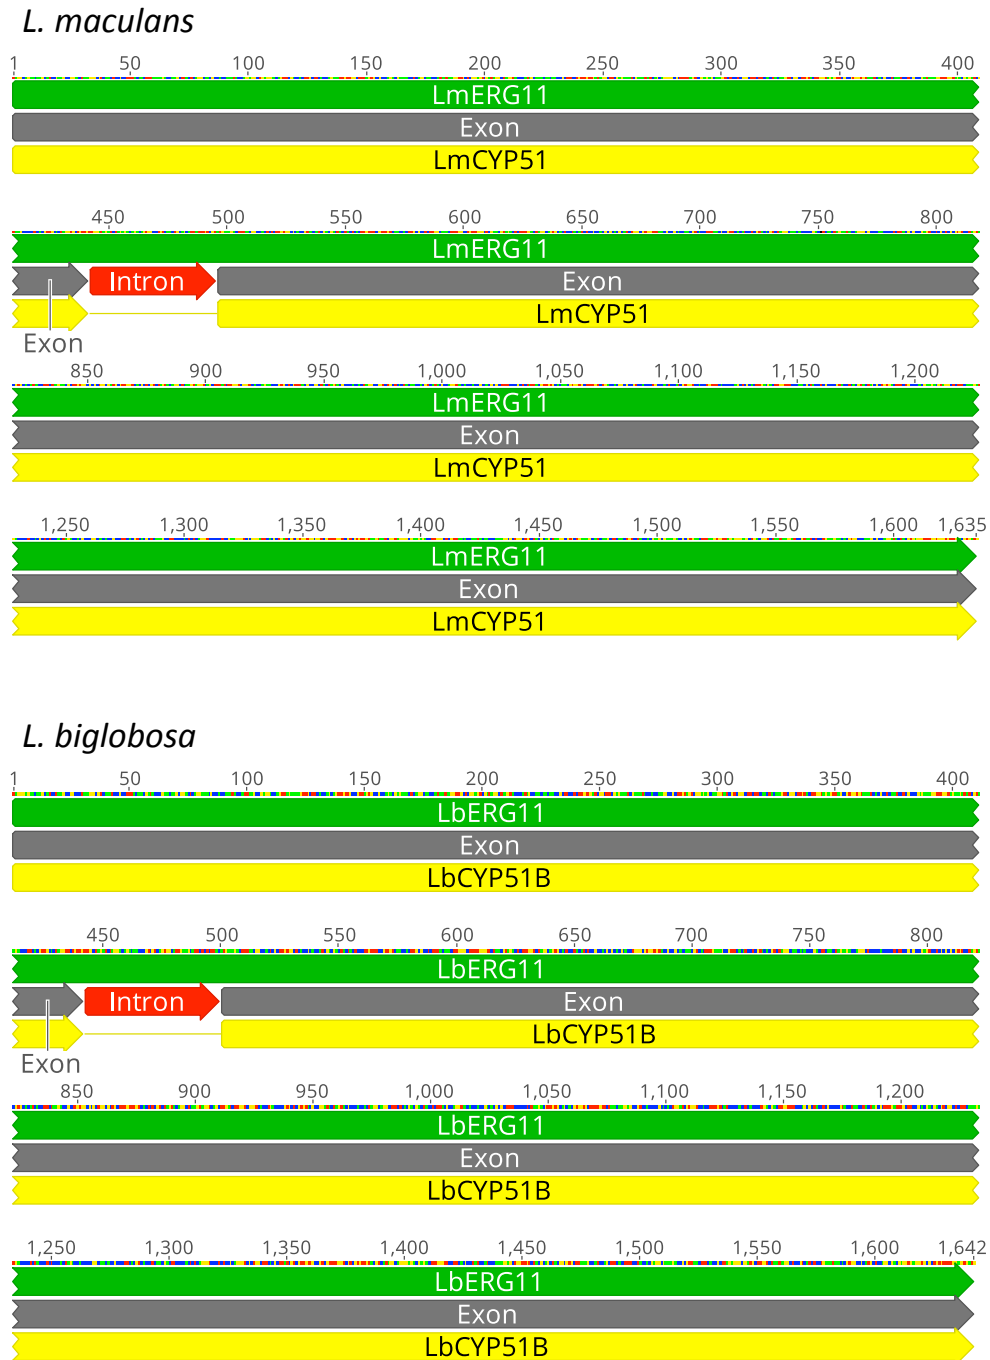 L. maculans
1 50 100 150 200 250 300 350 400
LmERG11
Exon
LmCYP51
450 500 550 600 650 700 750 800
LmERG11
Intron Exon
LmCYP51
Exon
850 900 950 1,000 1,050 1,100 1,150 1,200
LmERG11
Exon
LmCYP51
1,250 1,300 1,350 1,400 1,450 1,500 1,550 1,600 1,635
LmERG11
Exon
LmCYP51
L. biglobosa
1 50 100 150 200 250 300 350 400
LbERG11
Exon
LbCYP51B
450 500 550 600 650 700 750 800
LbERG11
Intron Exon
LbCYP51B
Exon
850 900 950 1,000 1,050 1,100 1,150 1,200
LbERG11
Exon
LbCYP51B
1,250 1,300 1,350 1,400 1,450 1,500 1,550 1,600 1,642
LbERG11
Exon
LbCYP51B